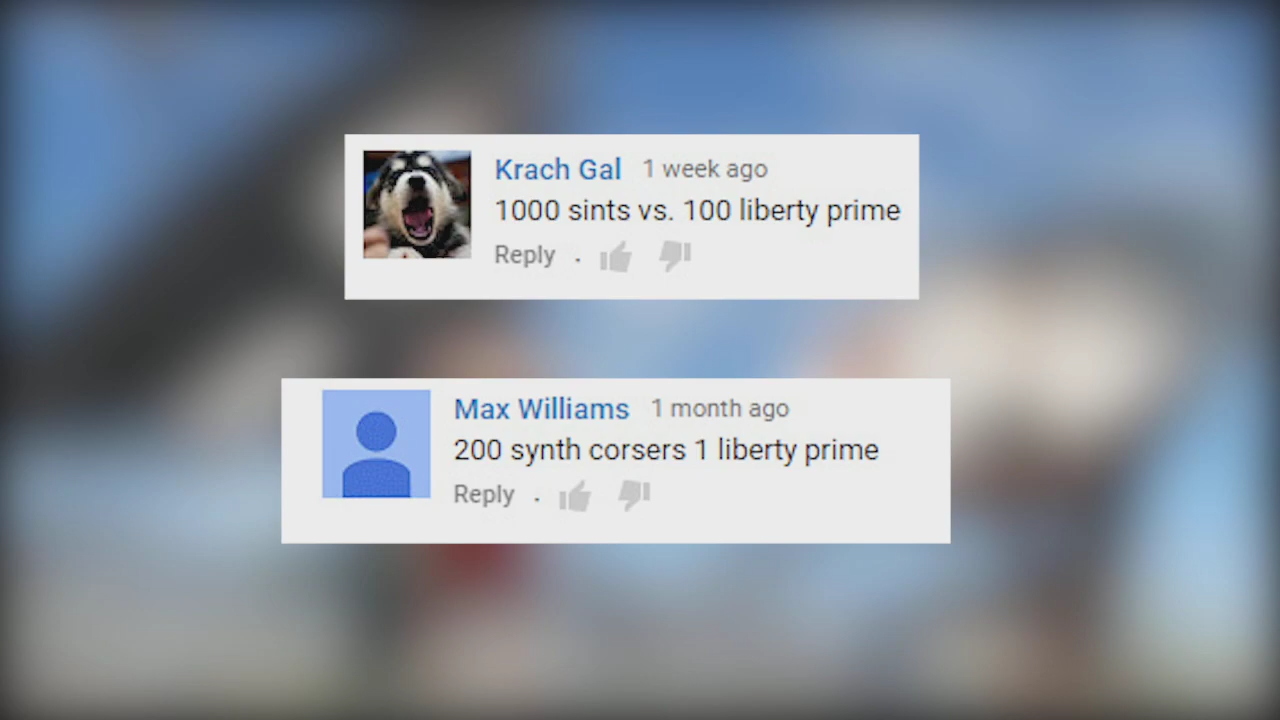 Krach Gal 1 week ago
1000 sints vs. 100 liberty prime
Reply .
Max Williams 1 month ago
200 synth corsers 1 liberty prime
Reply .